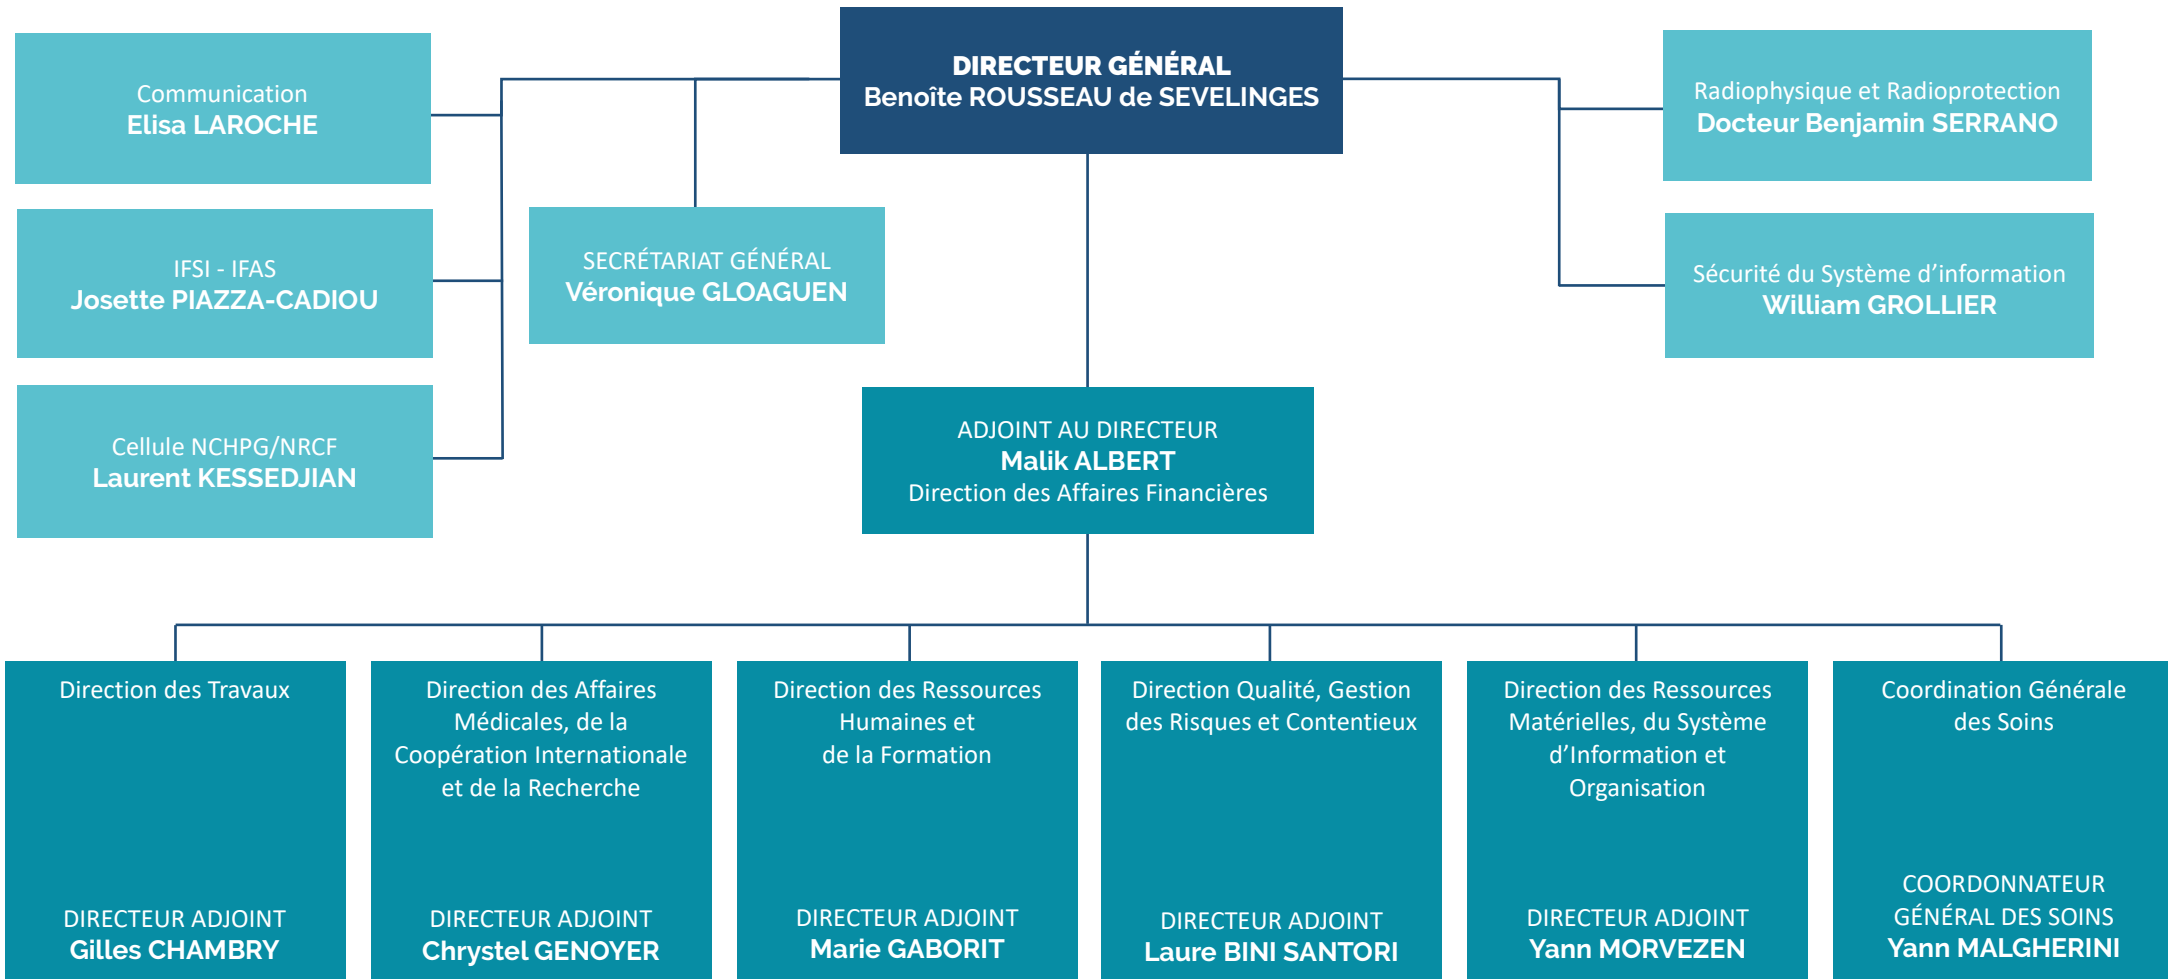 DIRECTEUR GÉNÉRAL
Benoîte ROUSSEAU de SEVELINGES
Communication
Elisa LAROCHE
Radiophysique et Radioprotection
Docteur Benjamin SERRANO
IFSI - IFAS
Josette PIAZZA-CADIOU
SECRÉTARIAT GÉNÉRAL
Véronique GLOAGUEN
Sécurité du Système d’information
William GROLLIER
Cellule NCHPG/NRCF
Laurent KESSEDJIAN
ADJOINT AU DIRECTEUR
Malik ALBERT
Direction des Affaires Financières
Direction des Travaux
DIRECTEUR ADJOINT
Gilles CHAMBRY
Direction des Affaires
Médicales, de la
Coopération Internationale
et de la Recherche
DIRECTEUR ADJOINT
Chrystel GENOYER
Direction des Ressources
Humaines et
de la Formation
DIRECTEUR ADJOINT
Marie GABORIT
Direction Qualité, Gestion
des Risques et Contentieux
DIRECTEUR ADJOINT
Laure BINI SANTORI
Direction des Ressources
Matérielles, du Système
d’Information et
Organisation
DIRECTEUR ADJOINT
Yann MORVEZEN
Coordination Générale
des Soins
COORDONNATEUR
GÉNÉRAL DES SOINS
Yann MALGHERINI